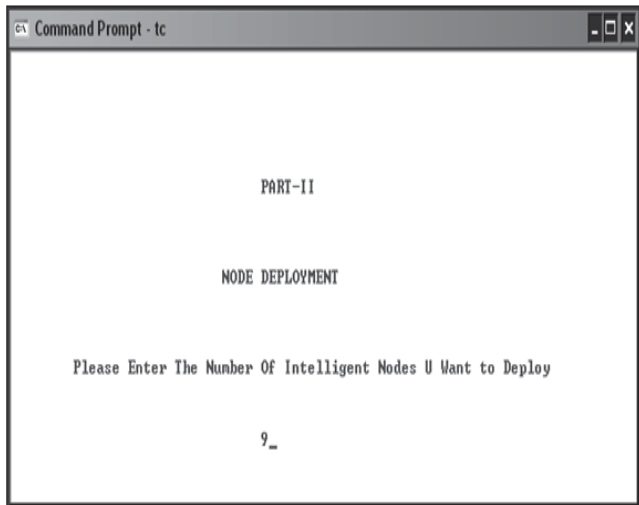 Command Prompt - tc
PART-II
NODE DEPLOYMENT
Please Enter The Number Of Intelligent Nodes U Want to Deploy
9_